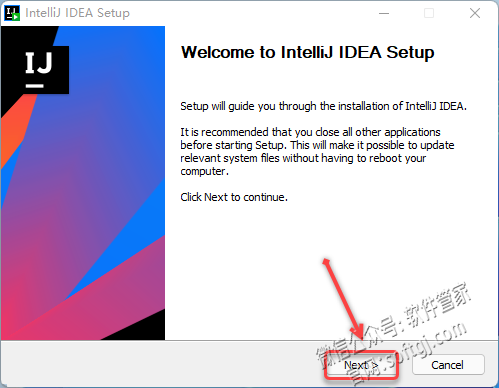 IntelliJ IDEA Setup
IJ
Welcome to IntelliJ IDEA Setup
Setup will guide you through the installation of IntelliJ IDEA.
It is recommended that you close all other applications
before starting Setup. This will make it possible to update
relevant system files without having to reboot your
computer.
Click Next to continue.
微信公众号: 软件管家
官网:softgj.com
Next >
Cancel